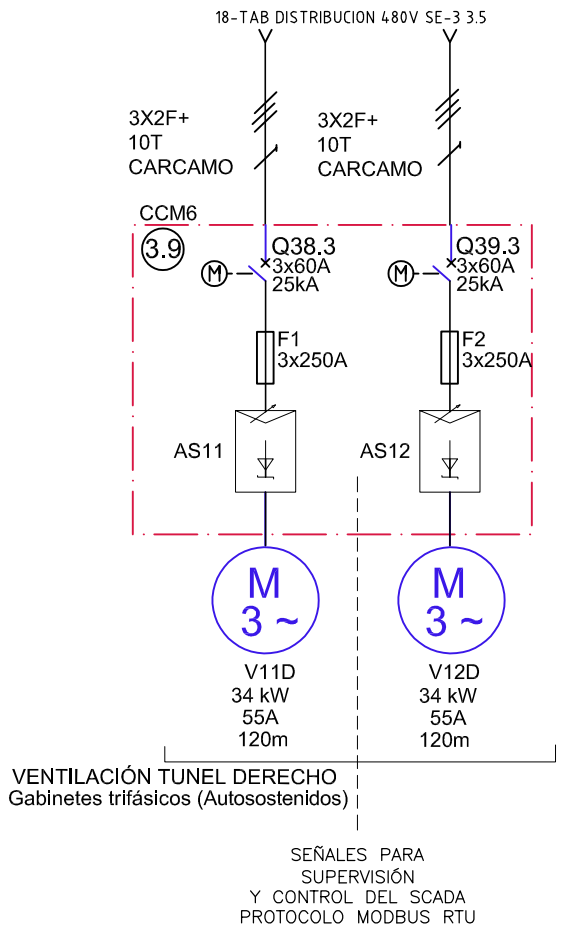 18-TAB DISTRIBUCION 480V SE-3 3.5
3X2F+
10T
CARCAMO
3X2F+
10T
CARCAMO
CCM6
3.9
Q38.3
3x60A
25kA
M
Q39.3
3x60A
25kA
M
F1
3x250A
F2
3x250A
AS11
AS12
M
3 ~
M
3 ~
V11D
34 kW
55A
120m
V12D
34 kW
55A
120m
VENTILACIÓN TUNEL DERECHO
Gabinetes trifásicos (Autosostenidos)
SEÑALES PARA
SUPERVISIÓN
Y CONTROL DEL SCADA
PROTOCOLO MODBUS RTU